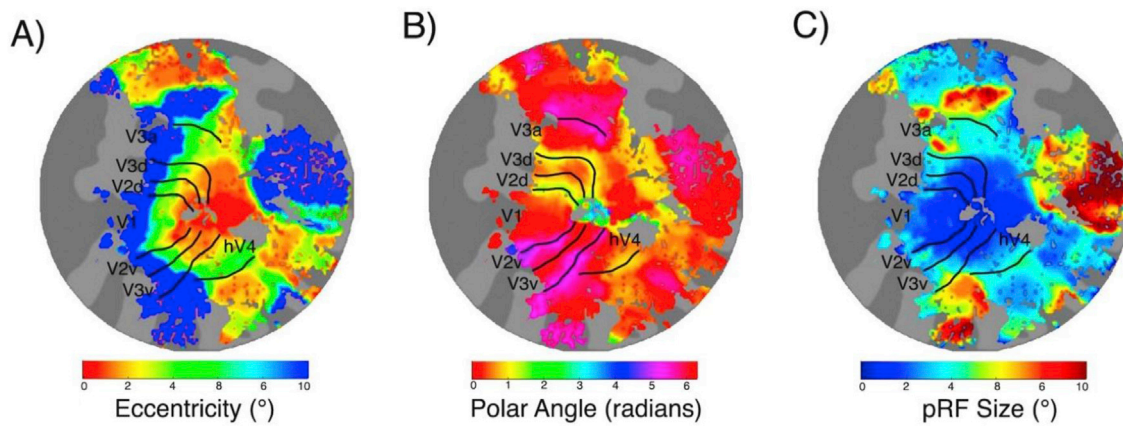 A)
V3a
V3d
V2d
V1
V2v
V3v
hV4
0 2 4 8 6 10
Eccentricity (°)
B)
V3a
V3d
V2d
V1
V2v
V3v
hV4
0 1 2 3 4 5 6
Polar Angle (radians)
C)
V3a
V3d
V2d
V1
V2v
V3v
hV4
0 2 4 8 6 10
pRF Size (°)